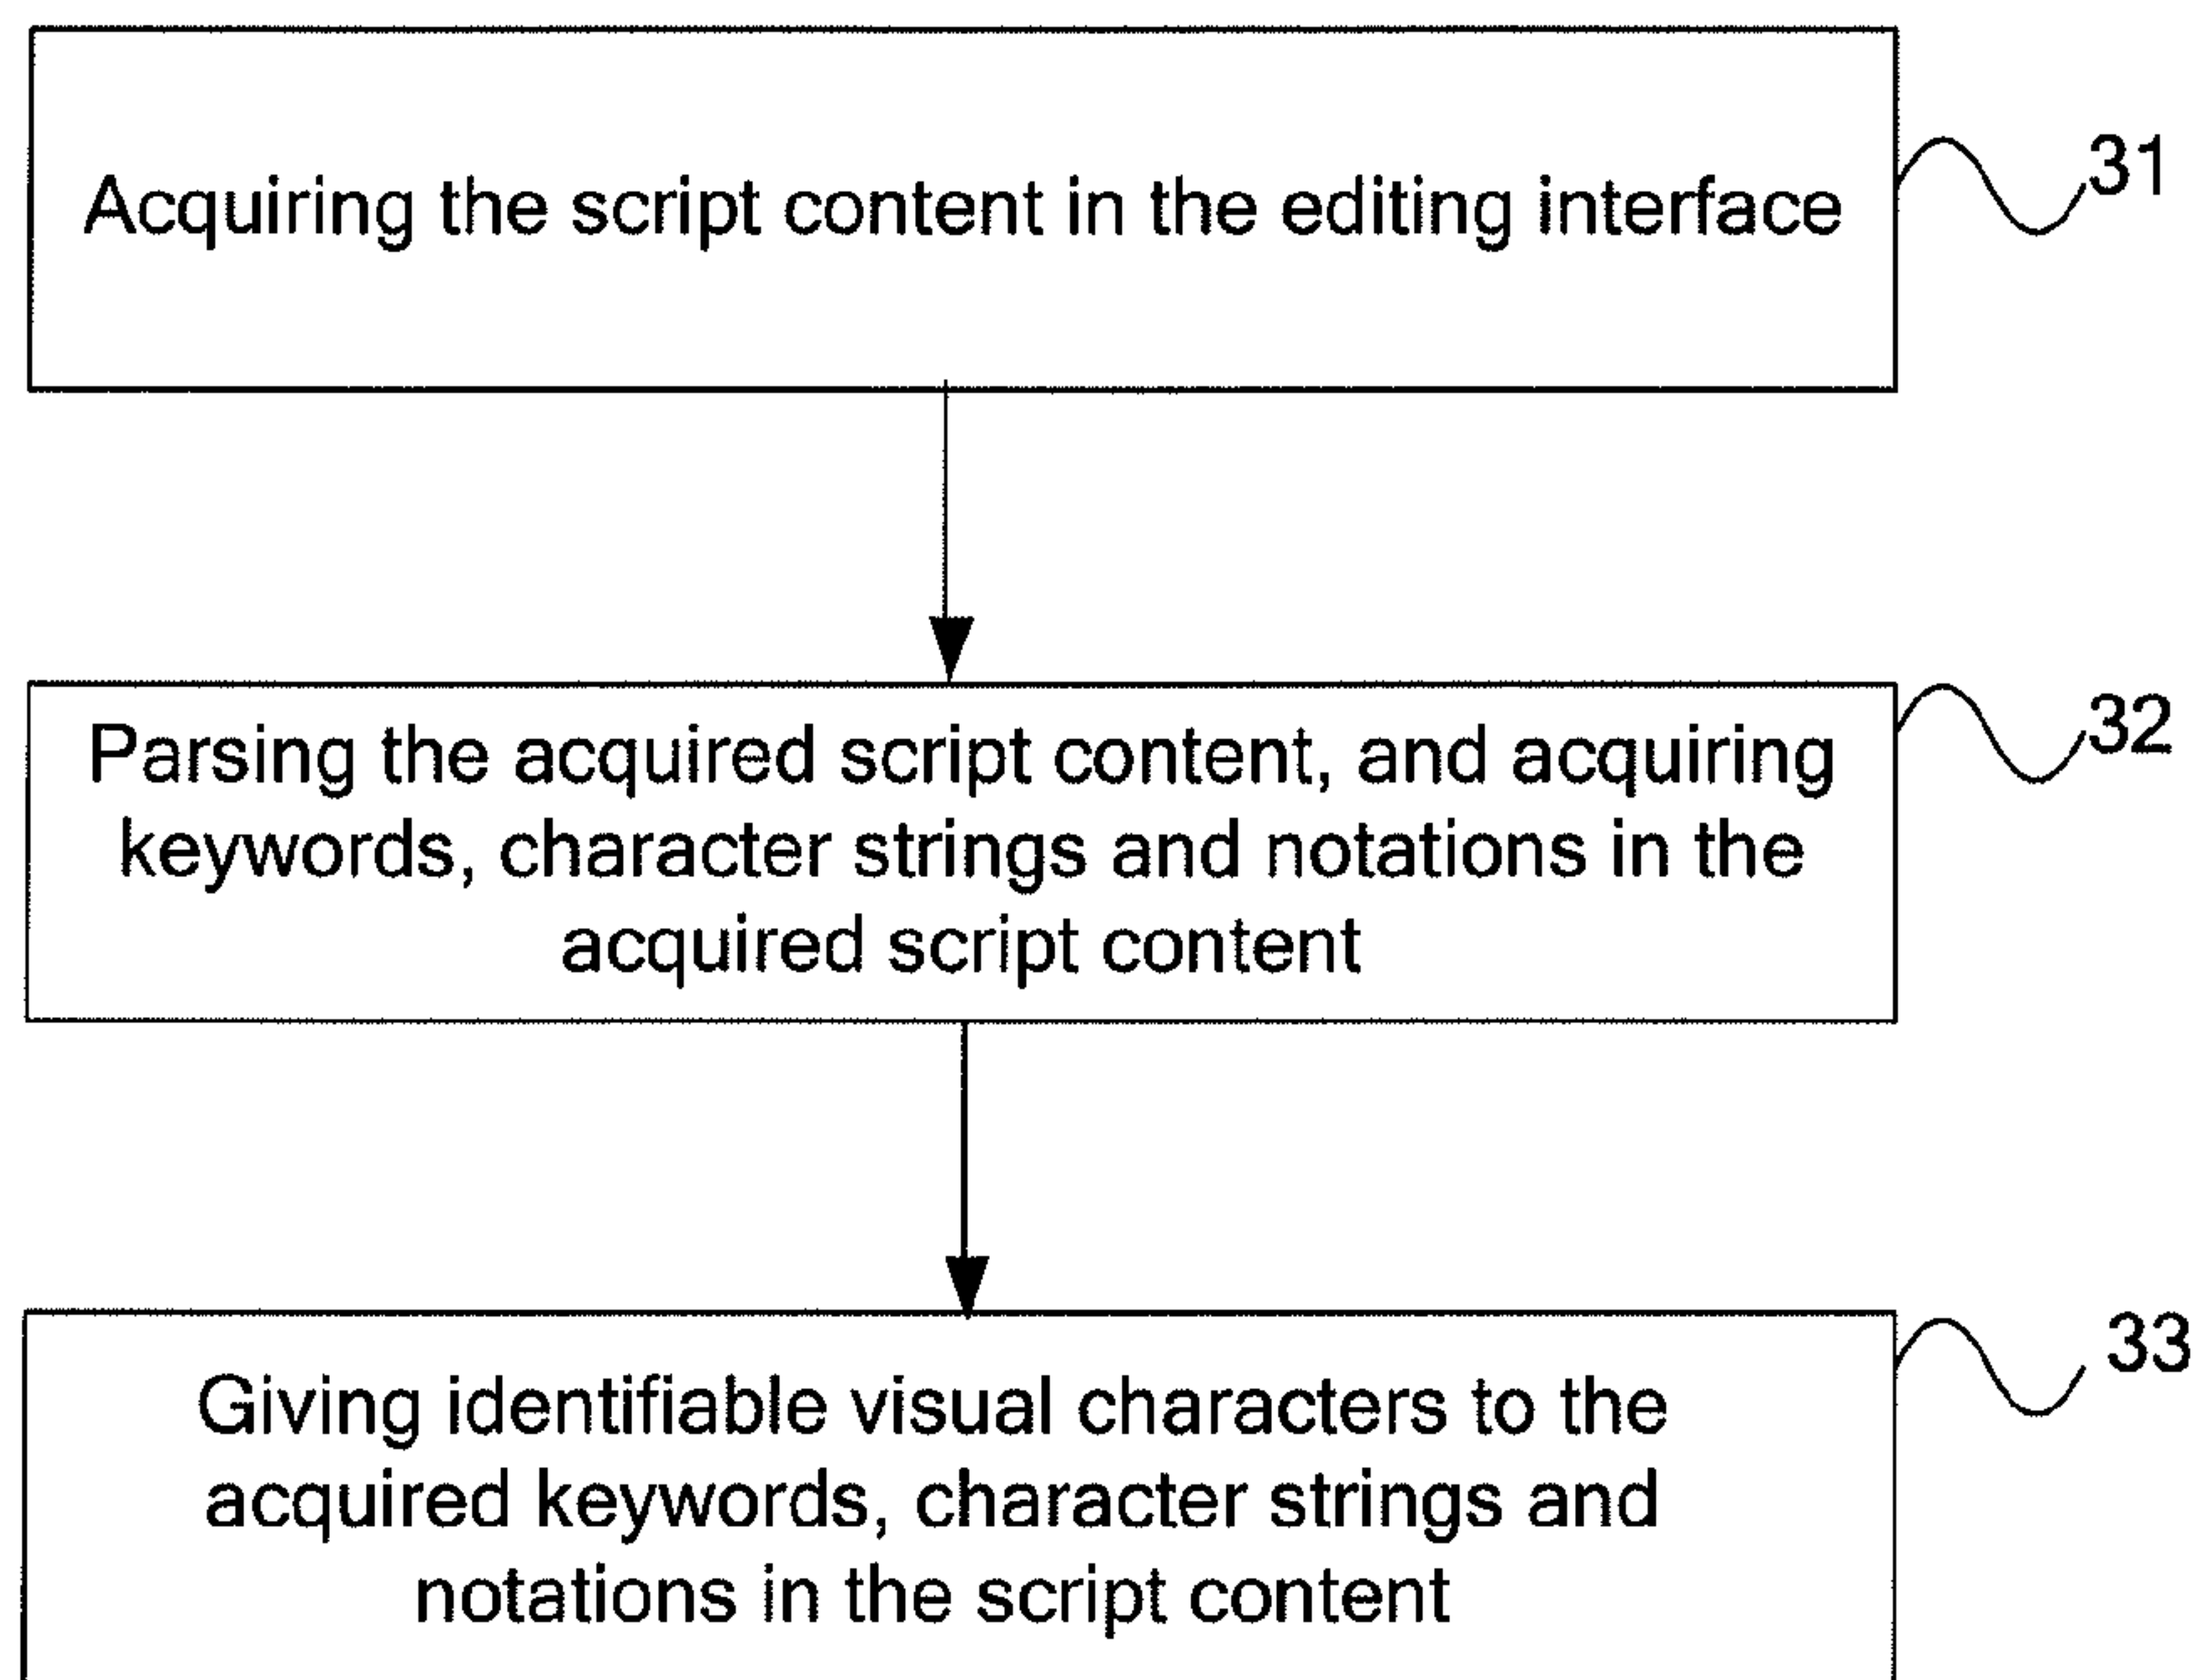 Acquiring the script content in the editing interface
31
Parsing the acquired script content, and acquiring
keywords, character strings and notations in the
acquired script content
32
Giving identifiable visual characters to the
acquired keywords, character strings and
notations in the script content
33